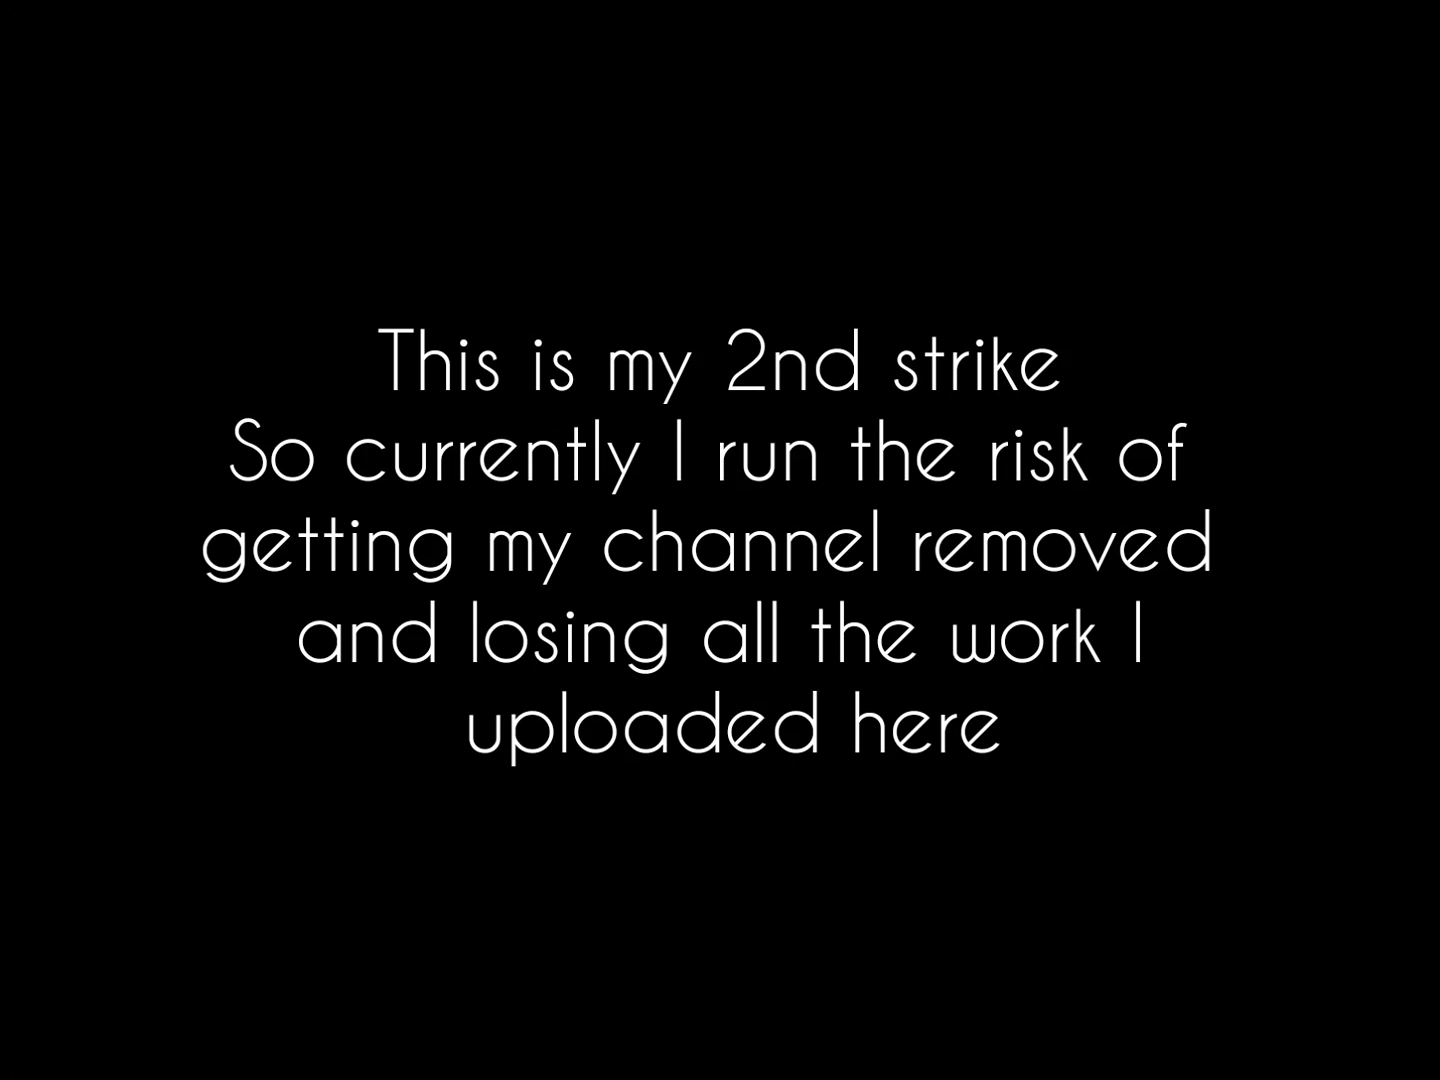 This is my 2nd strike
So currently I run the risk of
getting my channel removed
and losing all the work I
uploaded here